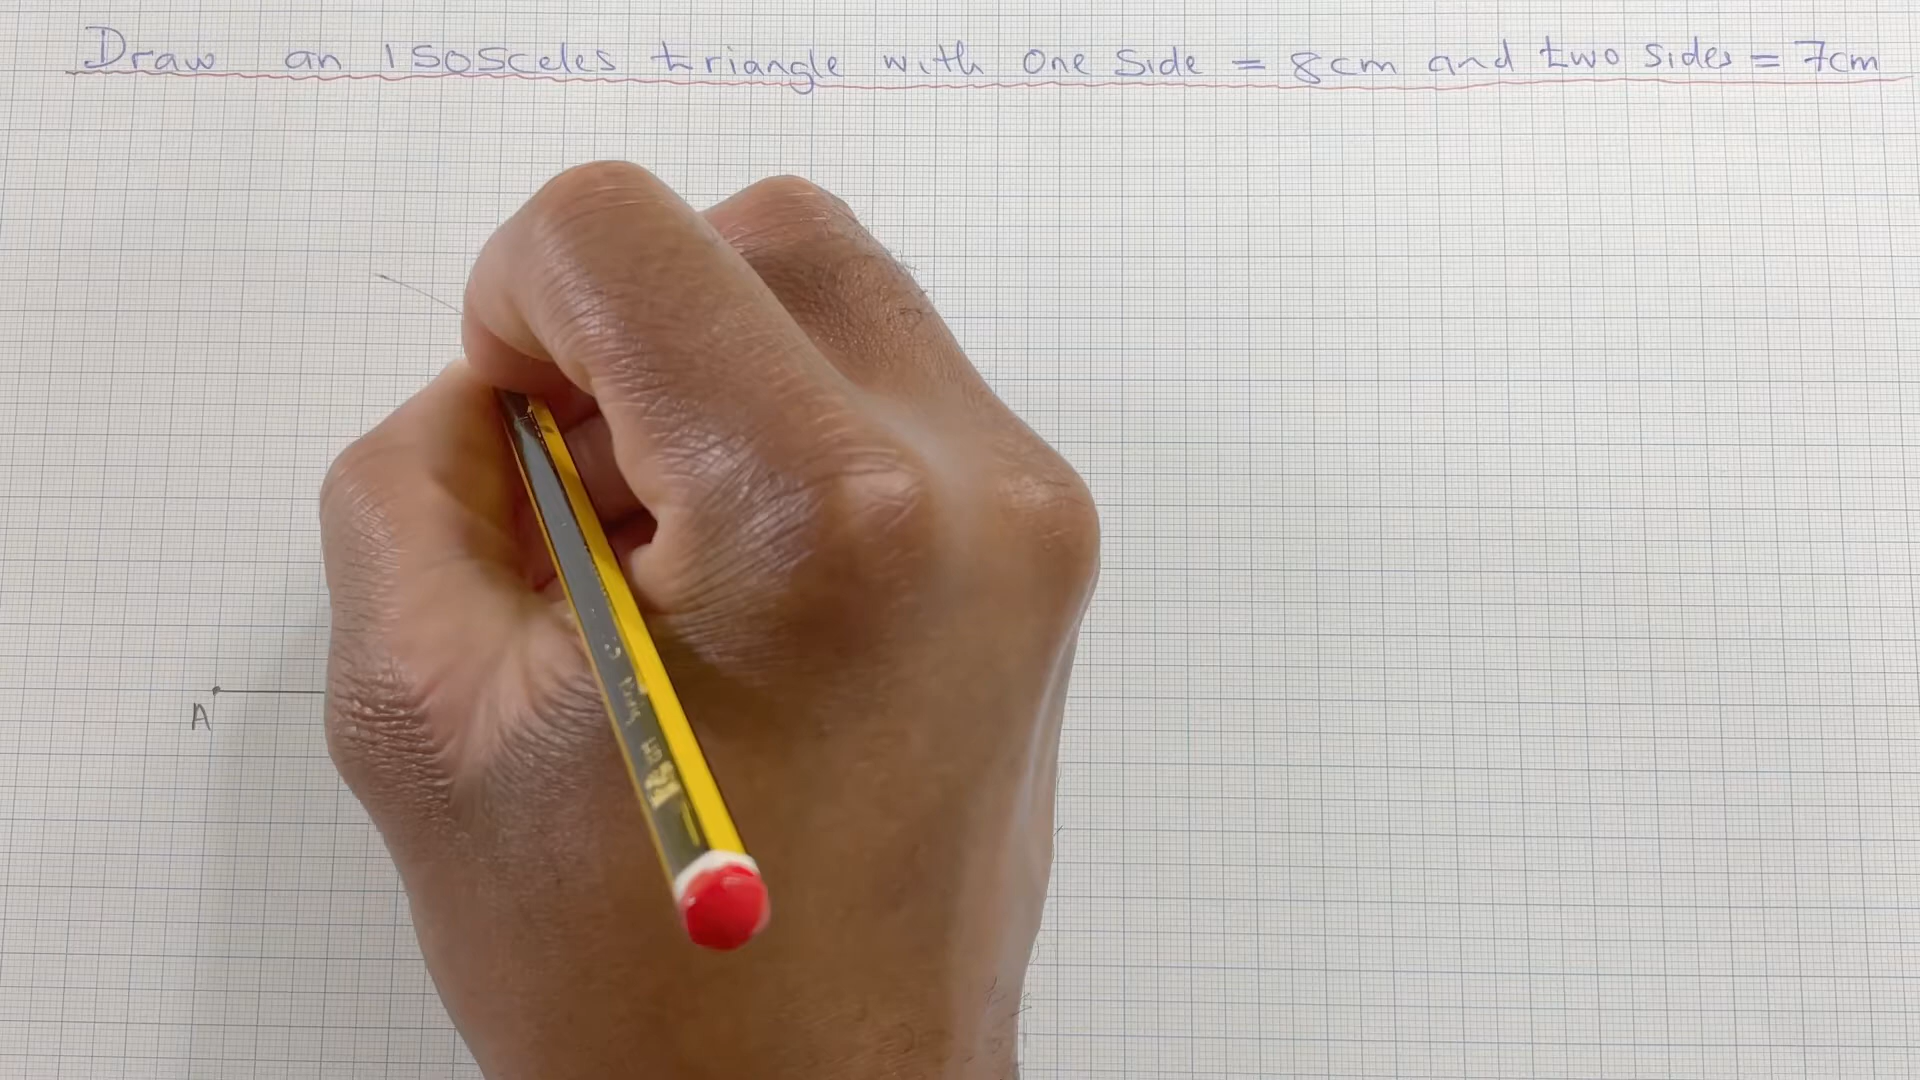 Draw an Isosceles triangle with one side = 8cm and two sides = 7cm
A